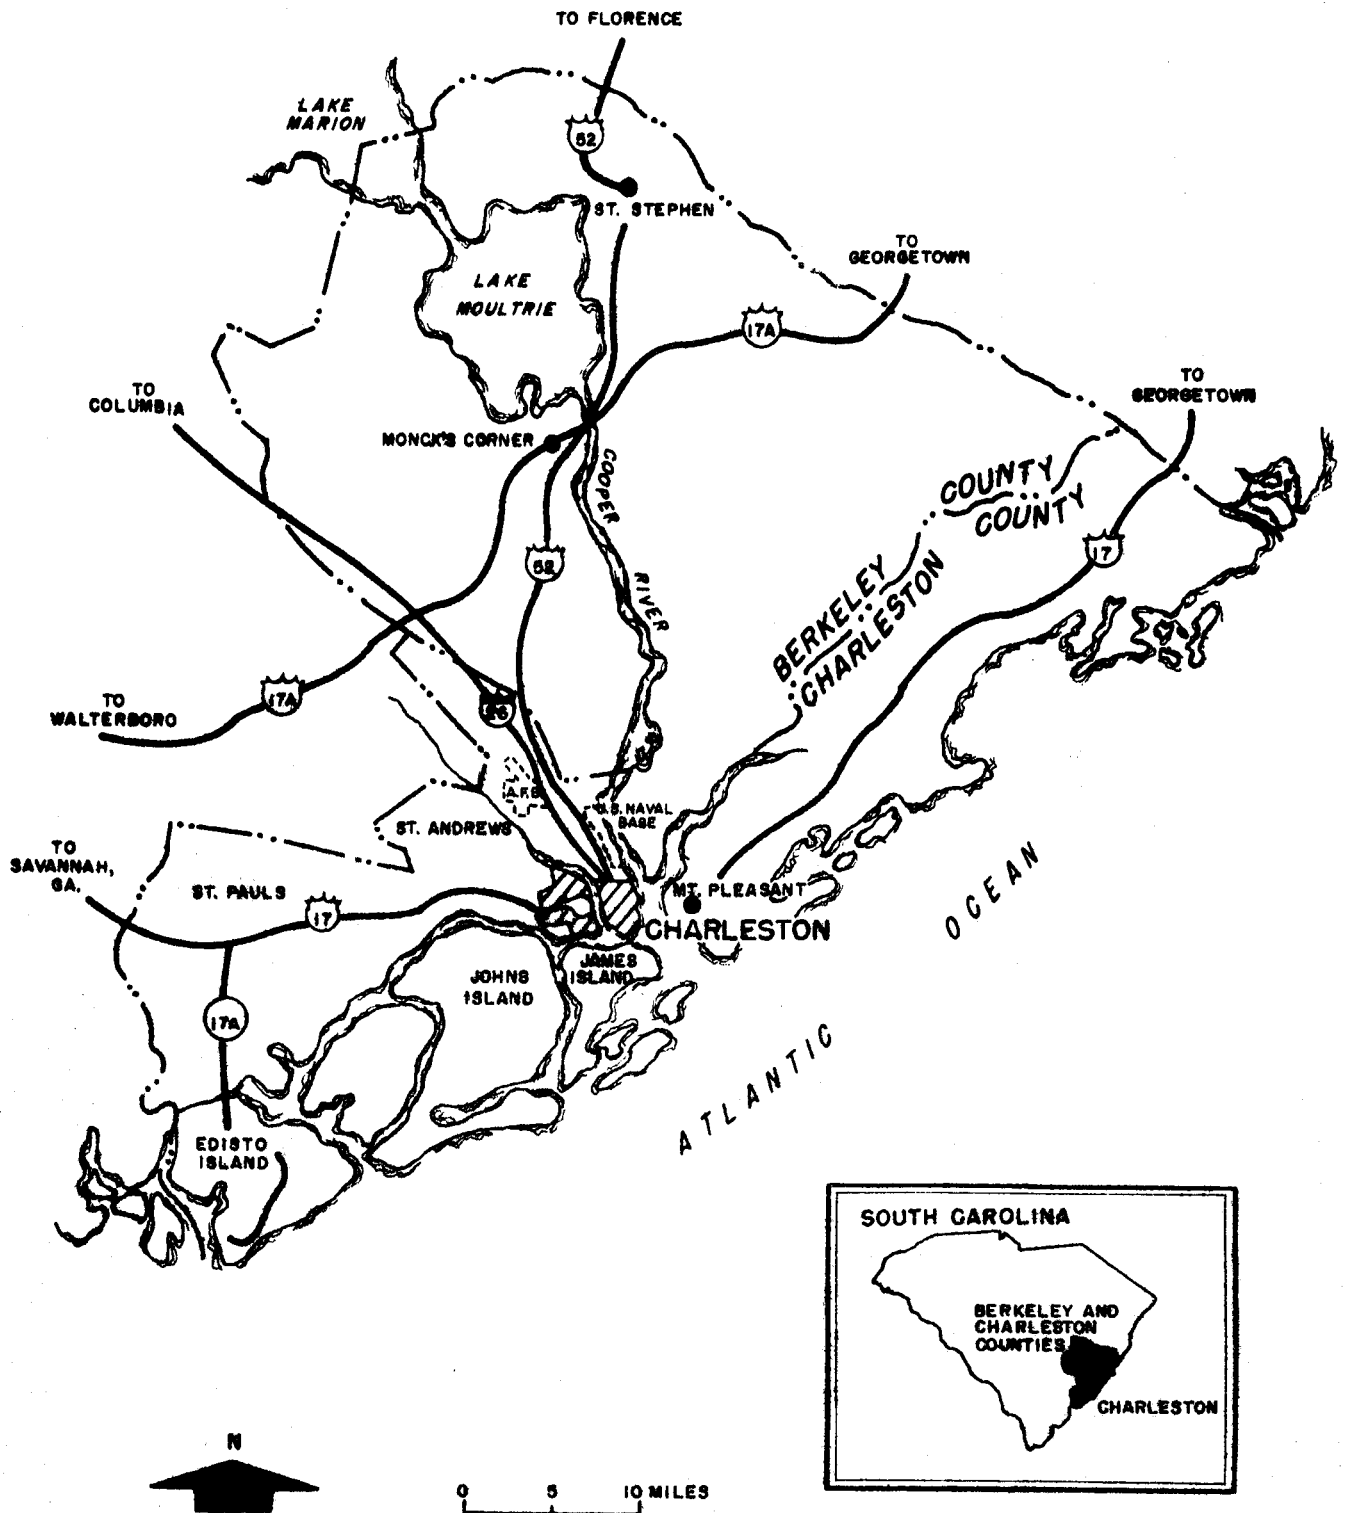 TO FLORENCE
LAKE
MARION
52
ST. STEPHEN
TO
GEORGETOWN
LAKE
MOULTRIE
17A
TO
COLUMBIA
TO
GEORGETOWN
MONCK'S CORNER
COOPER
RIVER
COUNTY
COUNTY
BERKELEY
CHARLESTON
52
17
17A
TO
WALTERBORO
26
A.F.B.
U.S. NAVAL
BASE
ST. ANDREWS
TO
SAVANNAH,
GA.
ST. PAULS
17
MT. PLEASANT
CHARLESTON
JAMES
ISLAND
JOHNS
ISLAND
17A
ATLANTIC
OCEAN
EDISTO
ISLAND
SOUTH CAROLINA
BERKELEY AND
CHARLESTON
COUNTIES
CHARLESTON
N
0 5 10 MILES